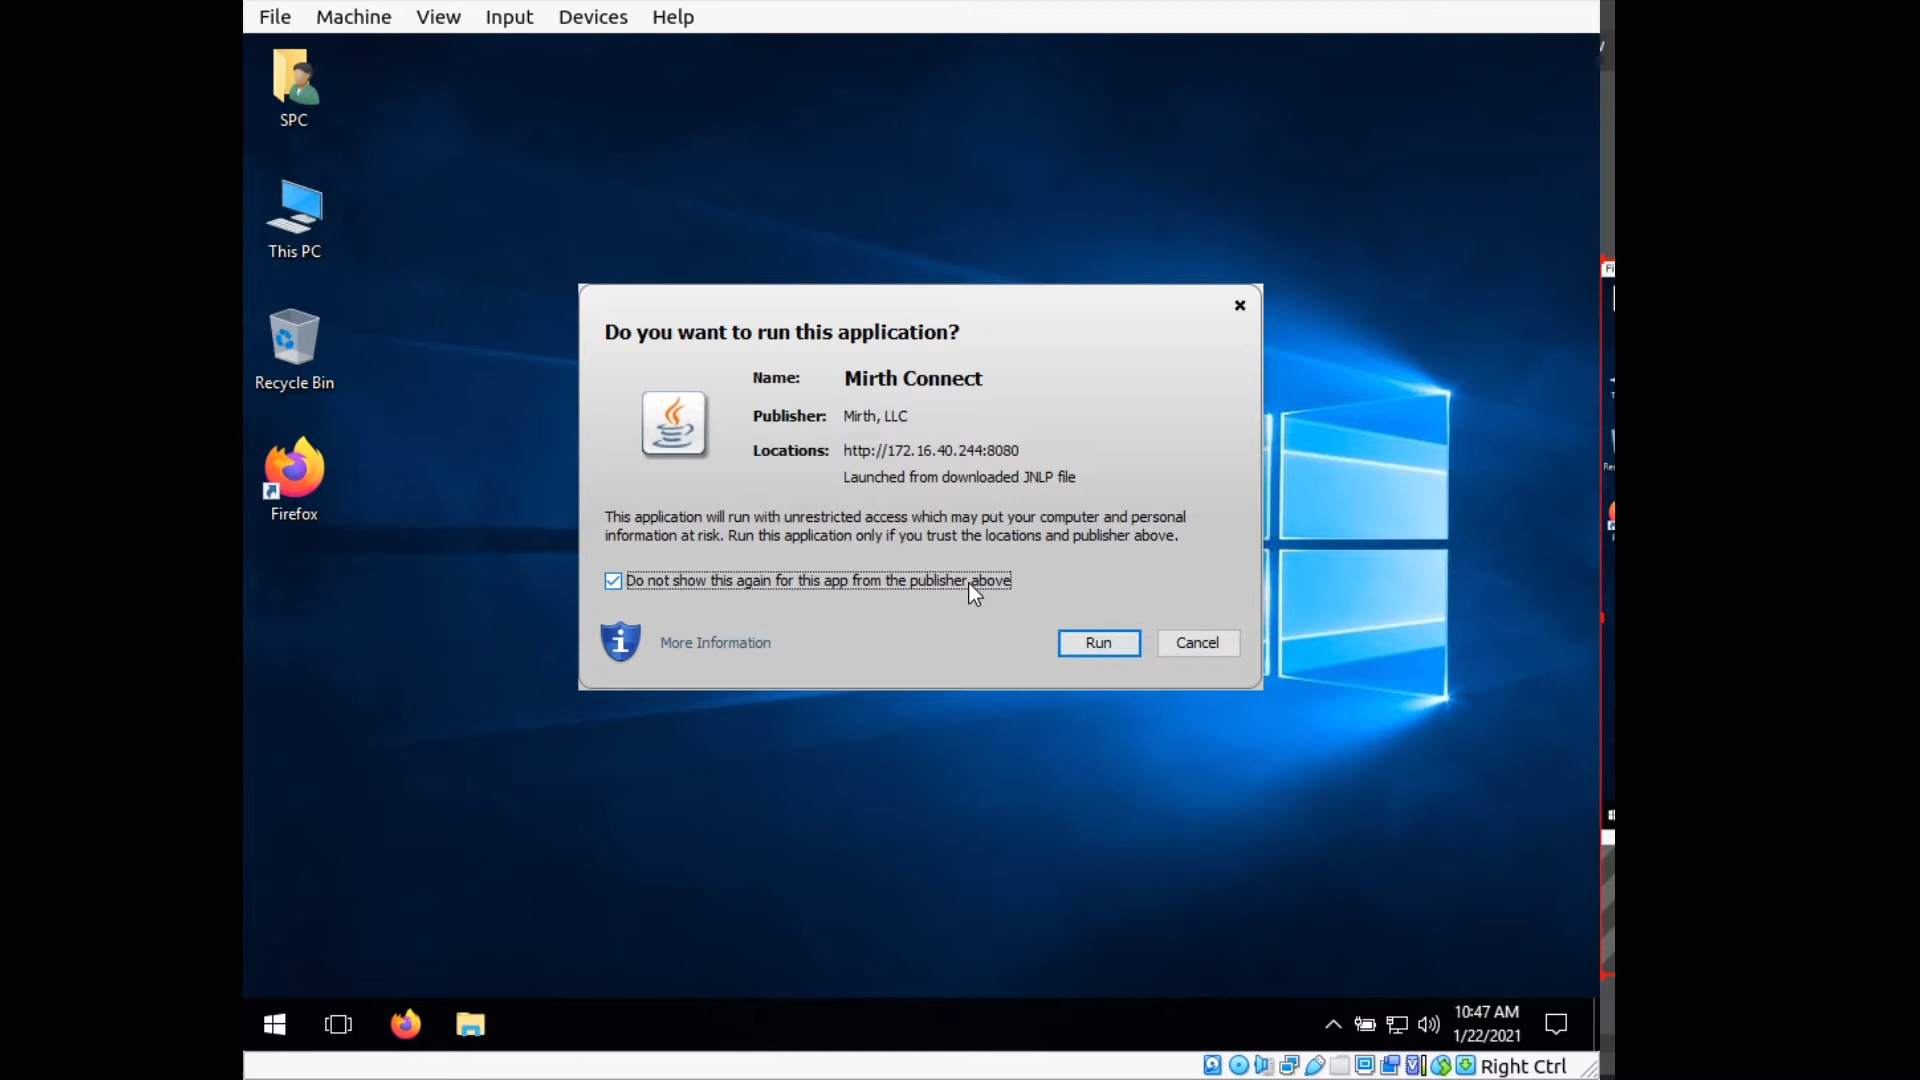 File Machine View Input Devices Help
SPC
This PC
Recycle Bin
Firefox
Do you want to run this application?
Name: Mirth Connect
Publisher: Mirth, LLC
Locations: http://172.16.40.244:8080
Launched from downloaded JNLP file
This application will run with unrestricted access which may put your computer and personal
information at risk. Run this application only if you trust the locations and publisher above.
Do not show this again for this app from the publisher above
More Information
Run
Cancel
10:47 AM
1/22/2021
Right Ctrl